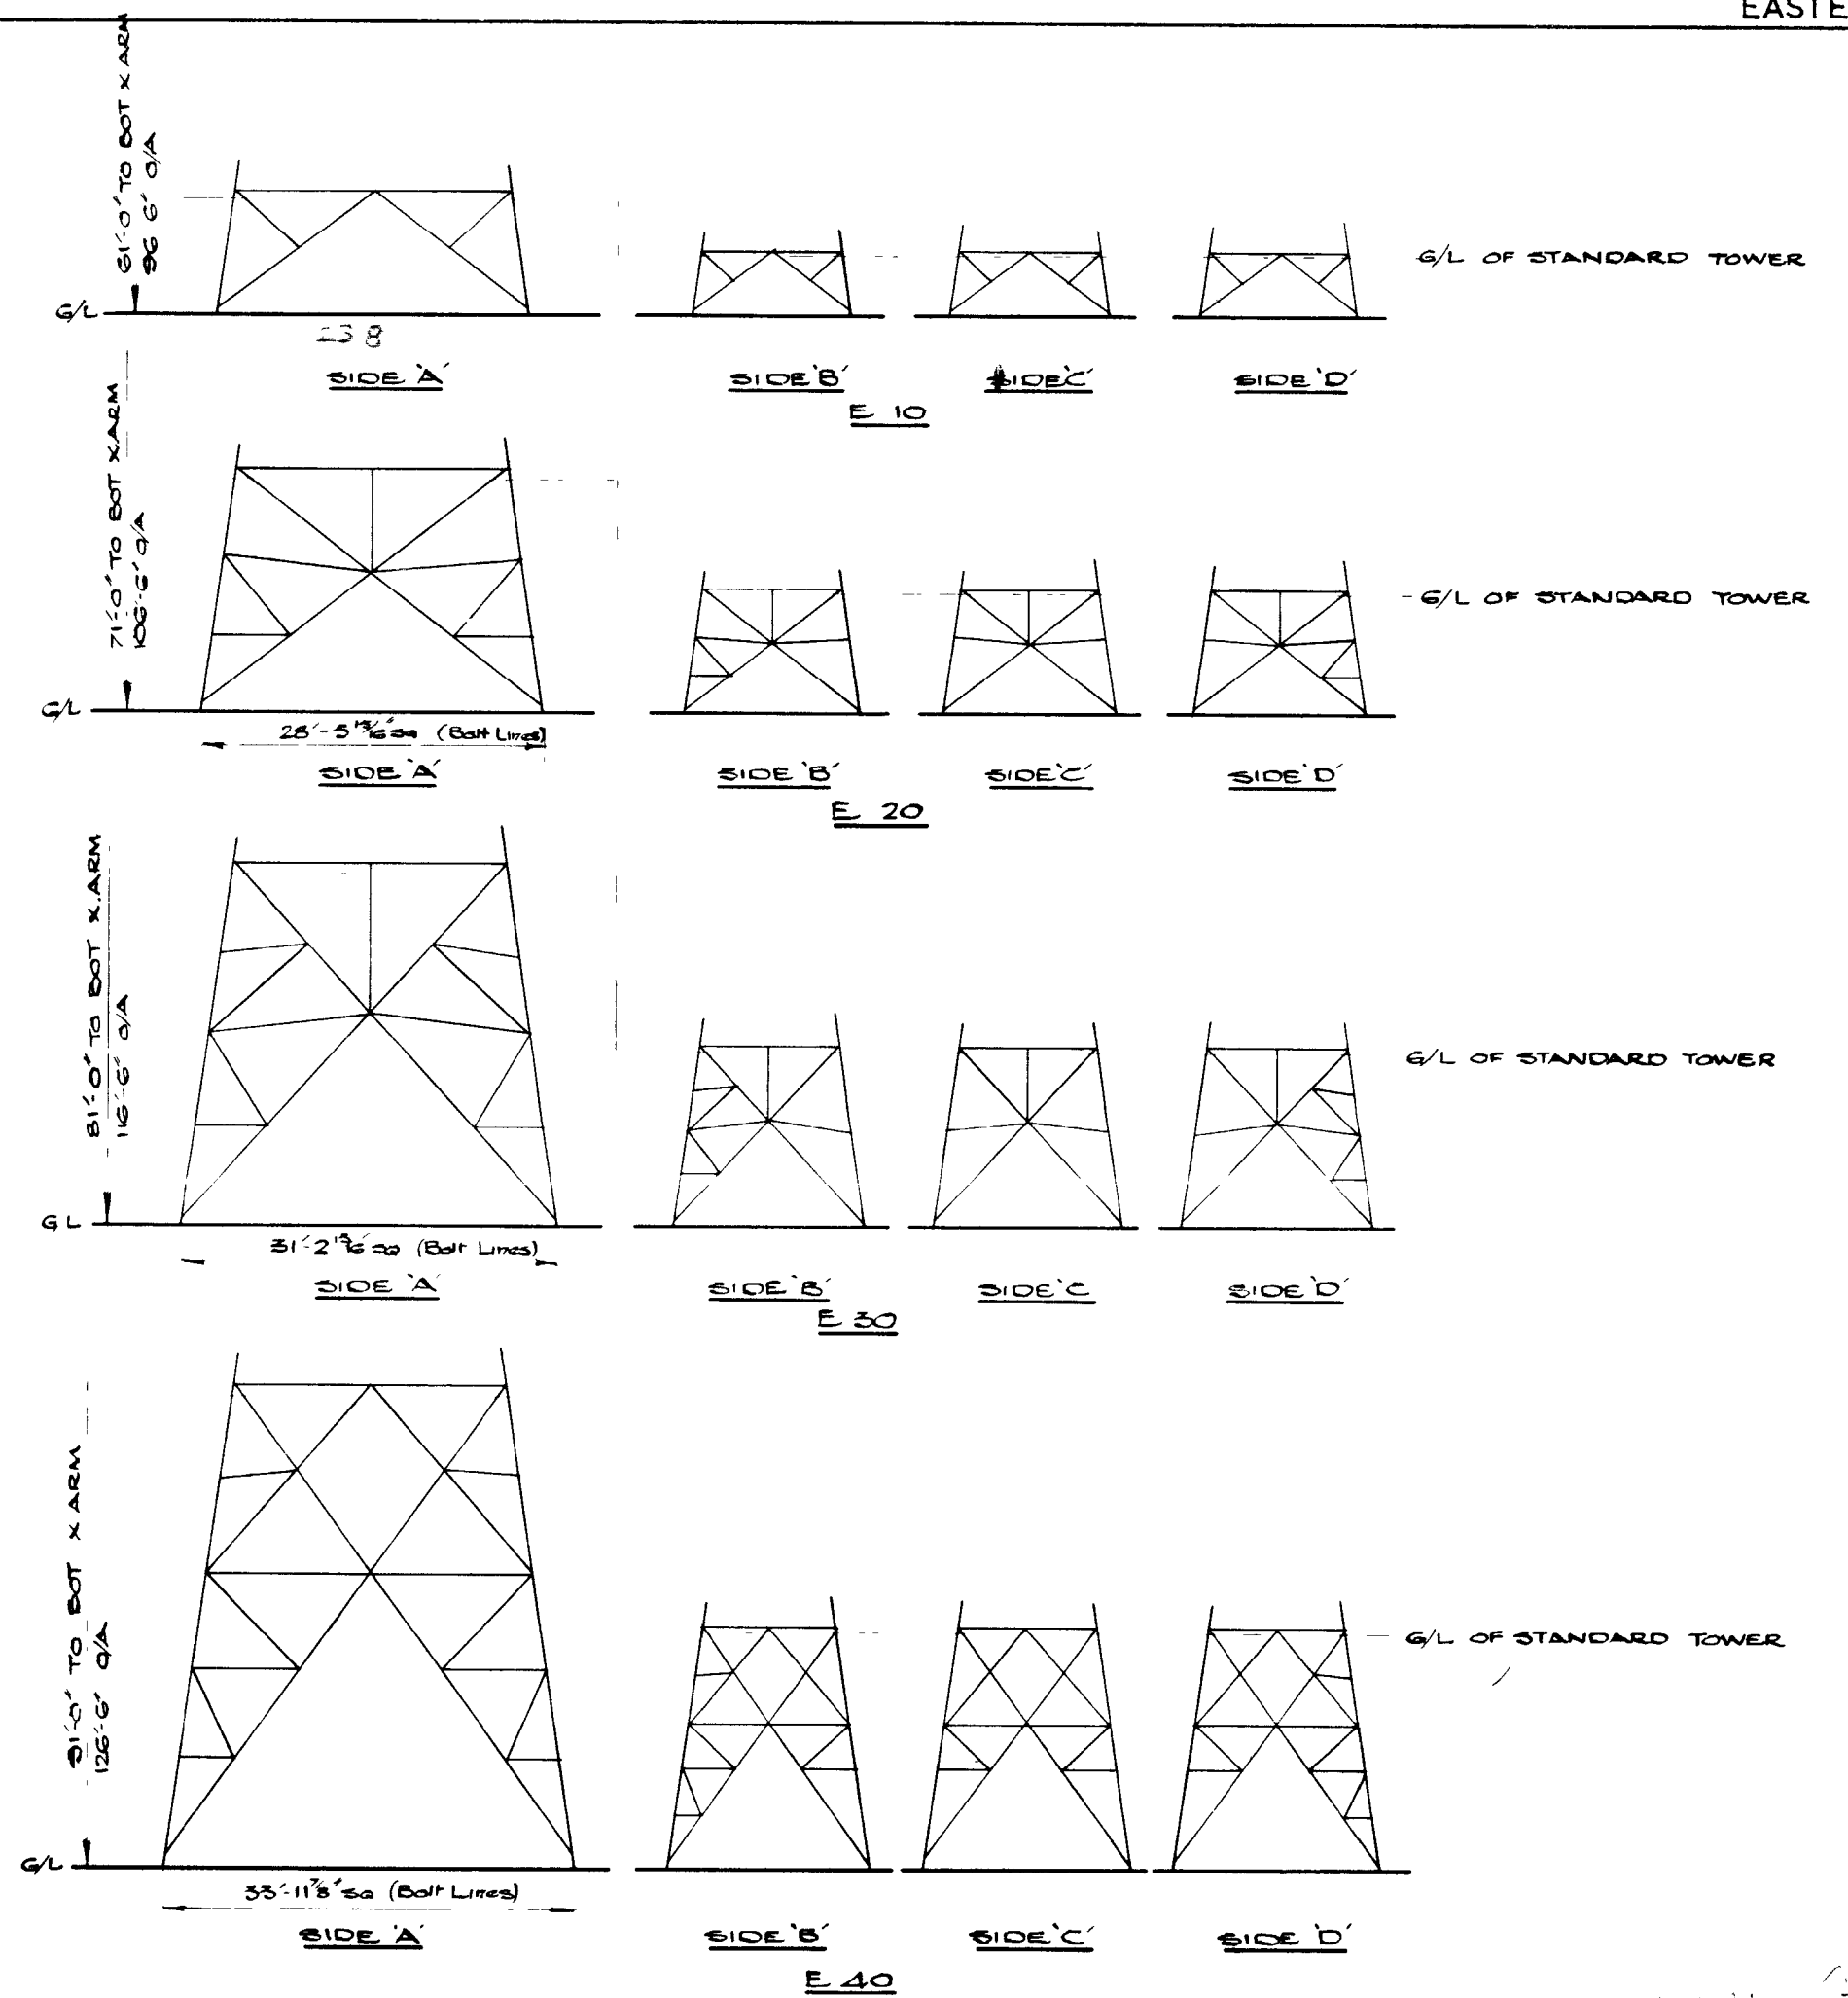 EASTE
61'-0" TO BOT X ARM
96'-6" O/A
G/L OF STANDARD TOWER
G/L
23 8
SIDE 'A'
SIDE 'B'
SIDE 'C'
SIDE 'D'
E 10
71'-0" TO BOT X ARM
106'-6" O/A
G/L OF STANDARD TOWER
G/L
28'-5 15/16" SQ (Bolt Lines)
SIDE 'A'
SIDE 'B'
SIDE 'C'
SIDE 'D'
E 20
81'-0" TO BOT X.ARM
116'-6" O/A
G/L OF STANDARD TOWER
G L
31'-2 15/16" SQ (Bolt Lines)
SIDE 'A'
SIDE 'B'
SIDE 'C
SIDE 'D'
E 30
91'-0" TO BOT X ARM
126'-6" O/A
G/L OF STANDARD TOWER
G/L
33'-11 7/8" SQ (Bolt Lines)
SIDE 'A'
SIDE 'B'
SIDE 'C'
SIDE 'D'
E 40